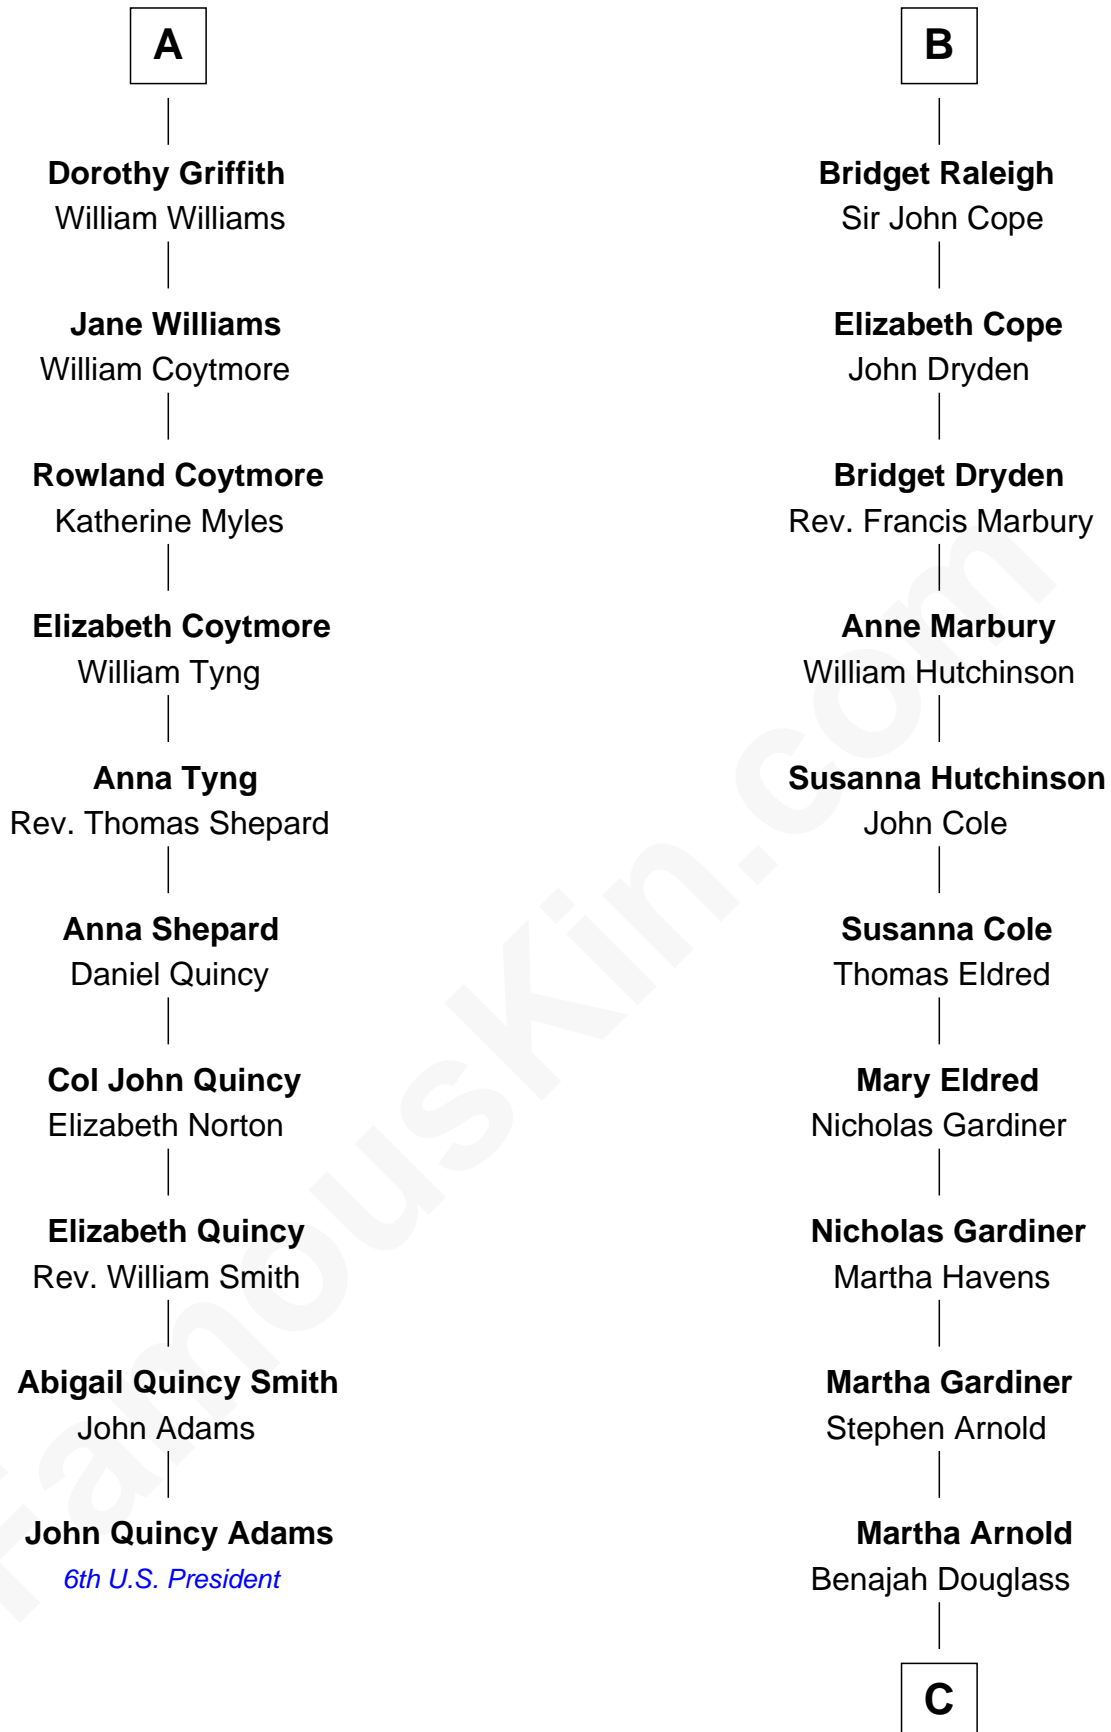 A
Dorothy Griffith
William Williams
Jane Williams
William Coytmore
Rowland Coytmore
Katherine Myles
Elizabeth Coytmore
William Tyng
Anna Tyng
Rev. Thomas Shepard
Anna Shepard
Daniel Quincy
Col John Quincy
Elizabeth Norton
Elizabeth Quincy
Rev. William Smith
Abigail Quincy Smith
John Adams
John Quincy Adams
6th U.S. President
B
Bridget Raleigh
Sir John Cope
Elizabeth Cope
John Dryden
Bridget Dryden
Rev. Francis Marbury
Anne Marbury
William Hutchinson
Susanna Hutchinson
John Cole
Susanna Cole
Thomas Eldred
Mary Eldred
Nicholas Gardiner
Nicholas Gardiner
Martha Havens
Martha Gardiner
Stephen Arnold
Martha Arnold
Benajah Douglass
C
FamousKin.com